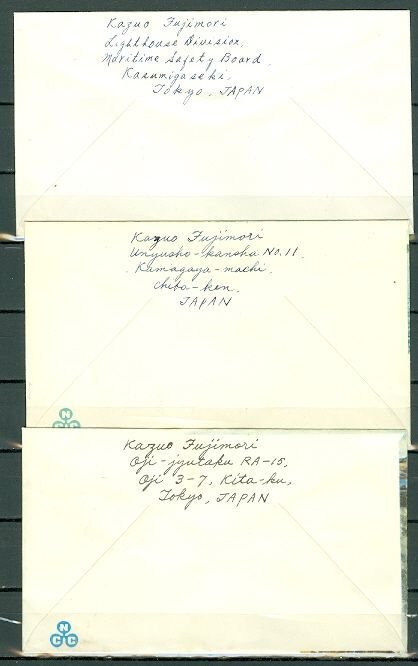 Kazuo Fujimori
Lighthouse Division,
Maritime Safety Board,
Kasumigaseki,
Tokyo, JAPAN
Kazuo Fujimori
Unyusho-kansha No.11.
Kamagaya-machi.
Chiba-ken.
JAPAN
N
C C
Kazuo Fujimori
Oji-jyutaku RA-15,
Oji 3-7, Kita-ku,
Tokyo, JAPAN
N
C C